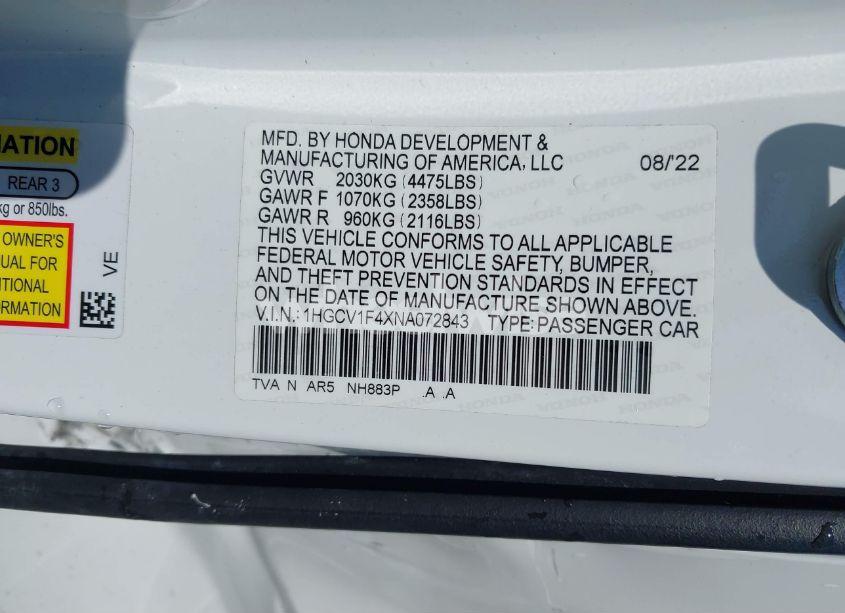 MATION
REAR 3
kg or 850lbs.
OWNER'S
UAL FOR
ITIONAL
FORMATION
VE
MFD. BY HONDA DEVELOPMENT &
MANUFACTURING OF AMERICA, LLC 08/'22
GVWR 2030KG (4475LBS)
GAWR F 1070KG (2358LBS)
GAWR R 960KG (2116LBS)
THIS VEHICLE CONFORMS TO ALL APPLICABLE
FEDERAL MOTOR VEHICLE SAFETY, BUMPER,
AND THEFT PREVENTION STANDARDS IN EFFECT
ON THE DATE OF MANUFACTURE SHOWN ABOVE.
V.I.N.: 1HGCV1F4XNA072843 TYPE: PASSENGER CAR
TVA N AR5 NH883P .A .A